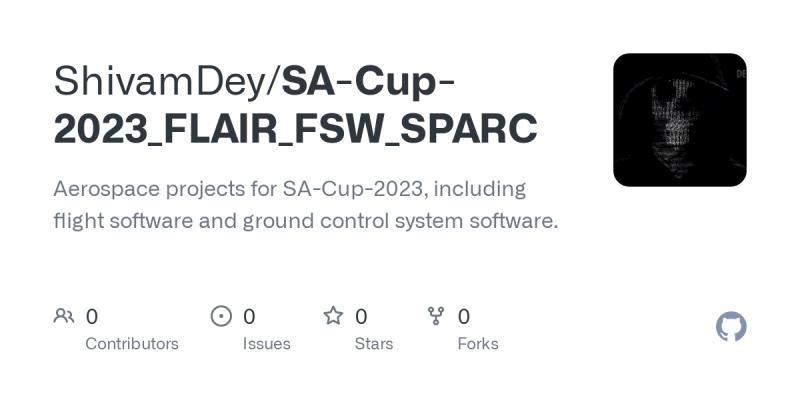 ShivamDey/SA-Cup-
2023_FLAIR_FSW_SPARC
Aerospace projects for SA-Cup-2023, including
flight software and ground control system software.
0
Contributors
0
Issues
0
Stars
0
Forks